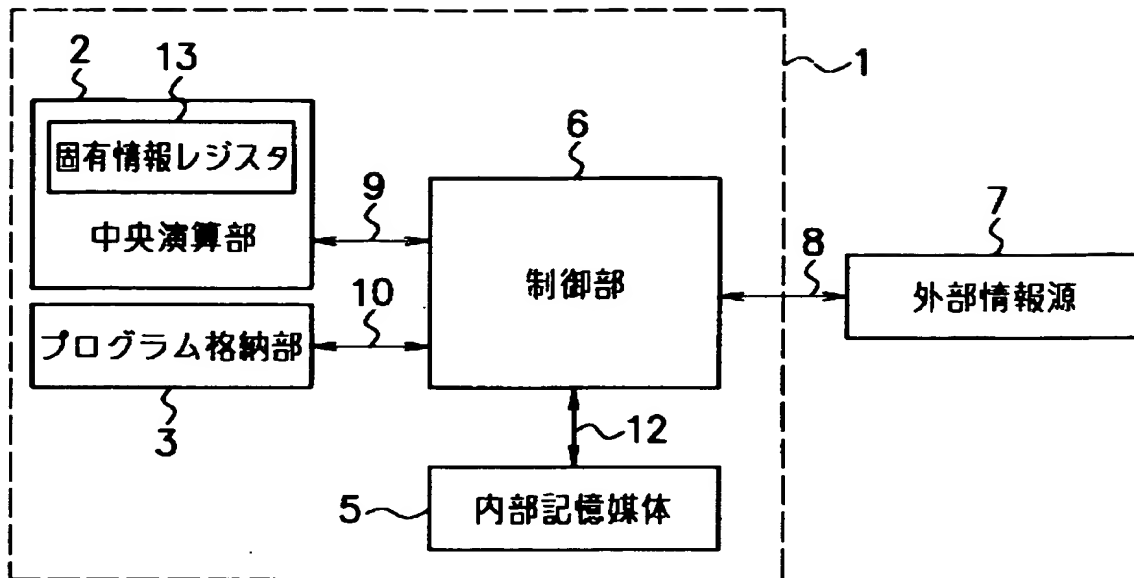 1
2
13
固有情報レジスタ
中央演算部
9
6
制御部
8
7
外部情報源
プログラム格納部
3
10
12
5
内部記憶媒体